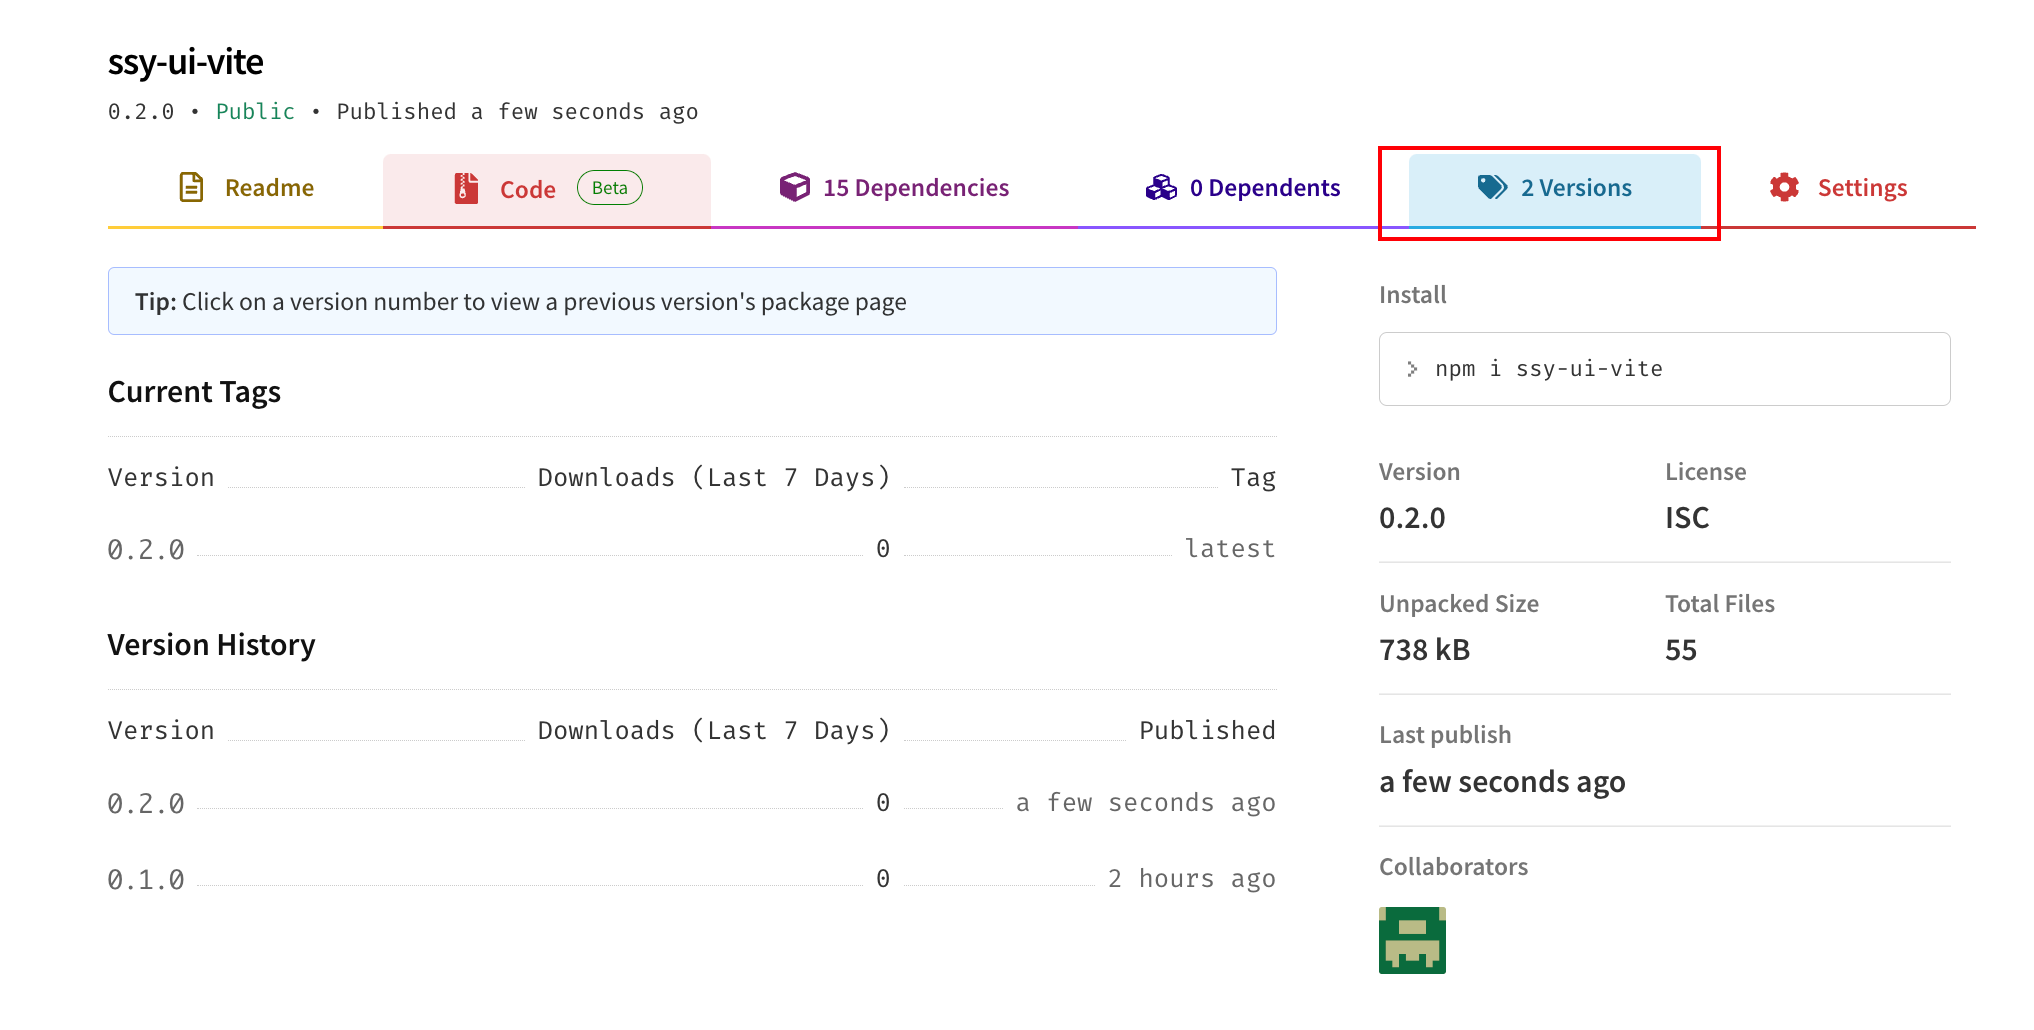 ssy-ui-vite
0.2.0 • Public • Published a few seconds ago
Readme
Code Beta
15 Dependencies
0 Dependents
2 Versions
Settings
Tip: Click on a version number to view a previous version's package page
Current Tags
Version Downloads (Last 7 Days) Tag
0.2.0 0 latest
Version History
Version Downloads (Last 7 Days) Published
0.2.0 0 a few seconds ago
0.1.0 0 2 hours ago
Install
> npm i ssy-ui-vite
Version License
0.2.0 ISC
Unpacked Size Total Files
738 kB 55
Last publish
a few seconds ago
Collaborators